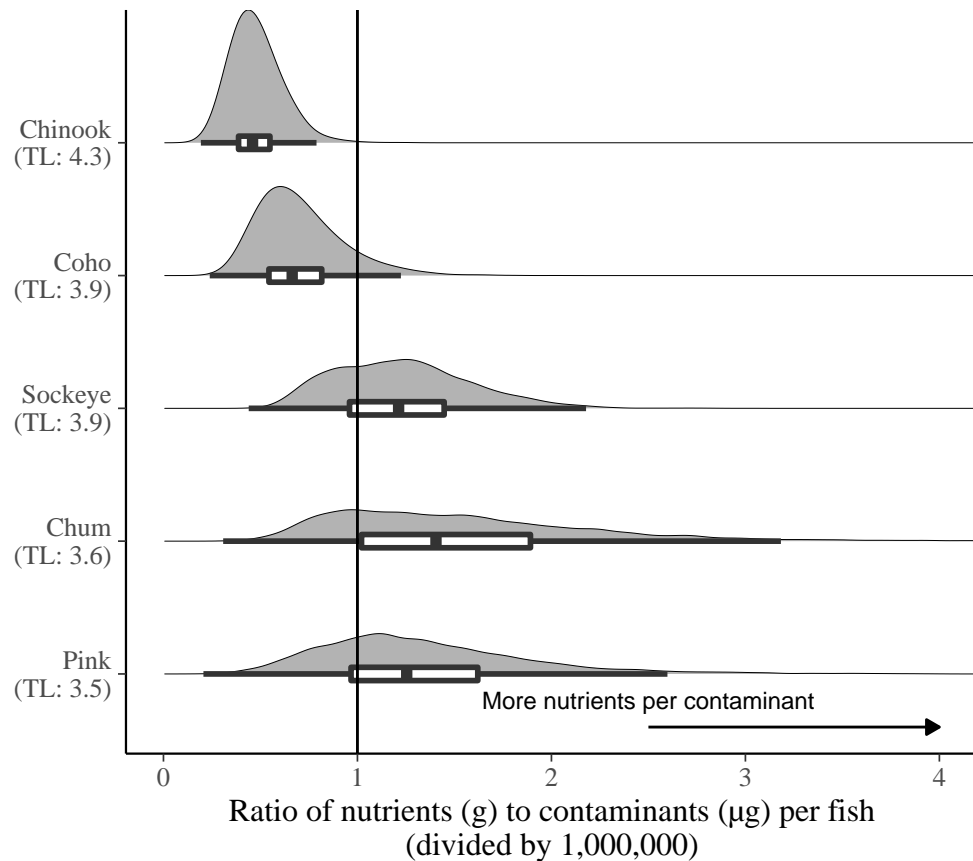 Chinook
(TL: 4.3)
Coho
(TL: 3.9)
Sockeye
(TL: 3.9)
Chum
(TL: 3.6)
Pink
(TL: 3.5)
More nutrients per contaminant
0 1 2 3 4
Ratio of nutrients (g) to contaminants (μg) per fish
(divided by 1,000,000)